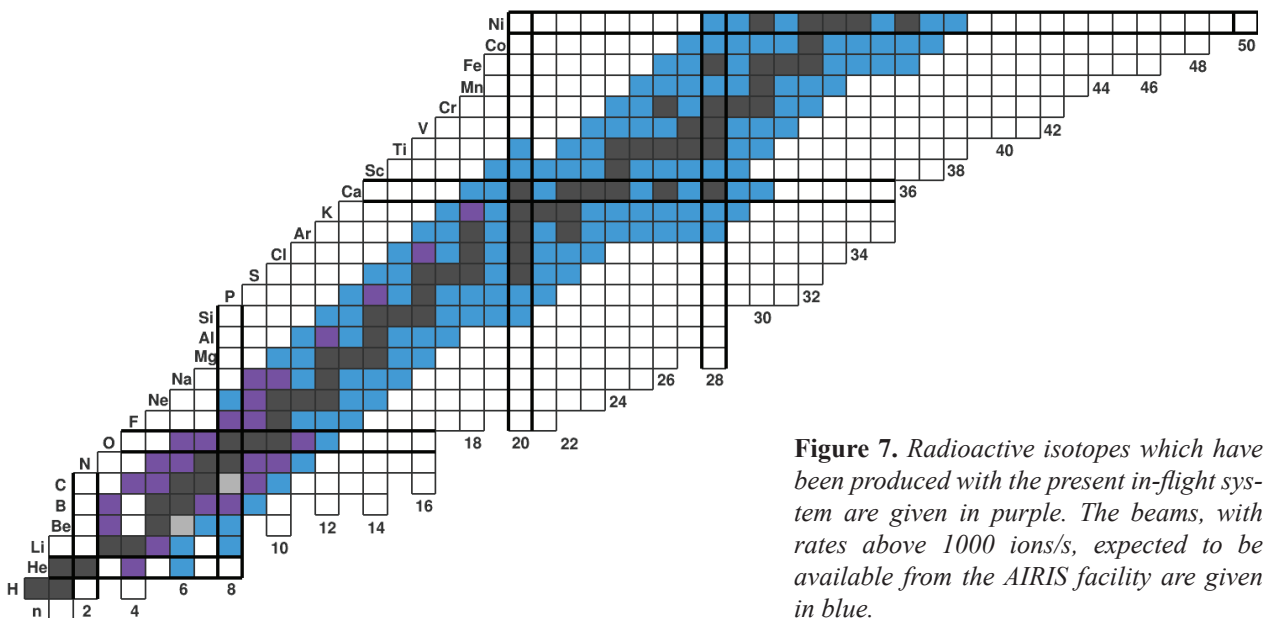 Ni
50
Co
48
Fe
44 46
Mn
42
Cr
40
V
38
Ti
36
Sc
Ca
34
K
Ar
32
Cl
30
S
28
P
26
Si
24
Al
Mg
18 20 22
Na
Ne
F
16
O
14
N
12
C
10
B
Be
Li
He
H
n 2 4 6 8
Figure 7. Radioactive isotopes which have
been produced with the present in-flight sys-
tem are given in purple. The beams, with
rates above 1000 ions/s, expected to be
available from the AIRIS facility are given
in blue.